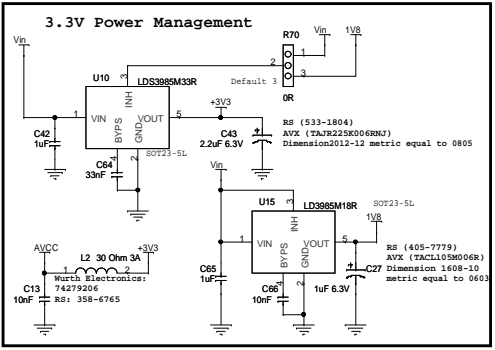 3.3V Power Management
R70
Vin
1V8
Vin
U10
LDS3985M33R
1
2
3
Default 3
0R
3
INH
1
VIN
VOUT
5
+3V3
BYPS
GND
4
2
SOT23-5L
C42
1uF
C64
33nF
C43
2.2uF 6.3V
RS (533-1804)
AVX (TAJR225K006RNJ)
Dimension2012-12 metric equal to 0805
Vin
U15
LD3985M18R
SOT23-5L
1V8
3
INH
1
VIN
VOUT
5
BYPS
GND
4
2
C65
1uF
C66
10nF
C27
1uF 6.3V
RS (405-7779)
AVX (TACL105M006R)
Dimension 1608-10
metric equal to 0603
AVCC
L2 30 Ohm 3A
+3V3
1
2
Wurth Electronics:
74279206
RS: 358-6765
C13
10nF